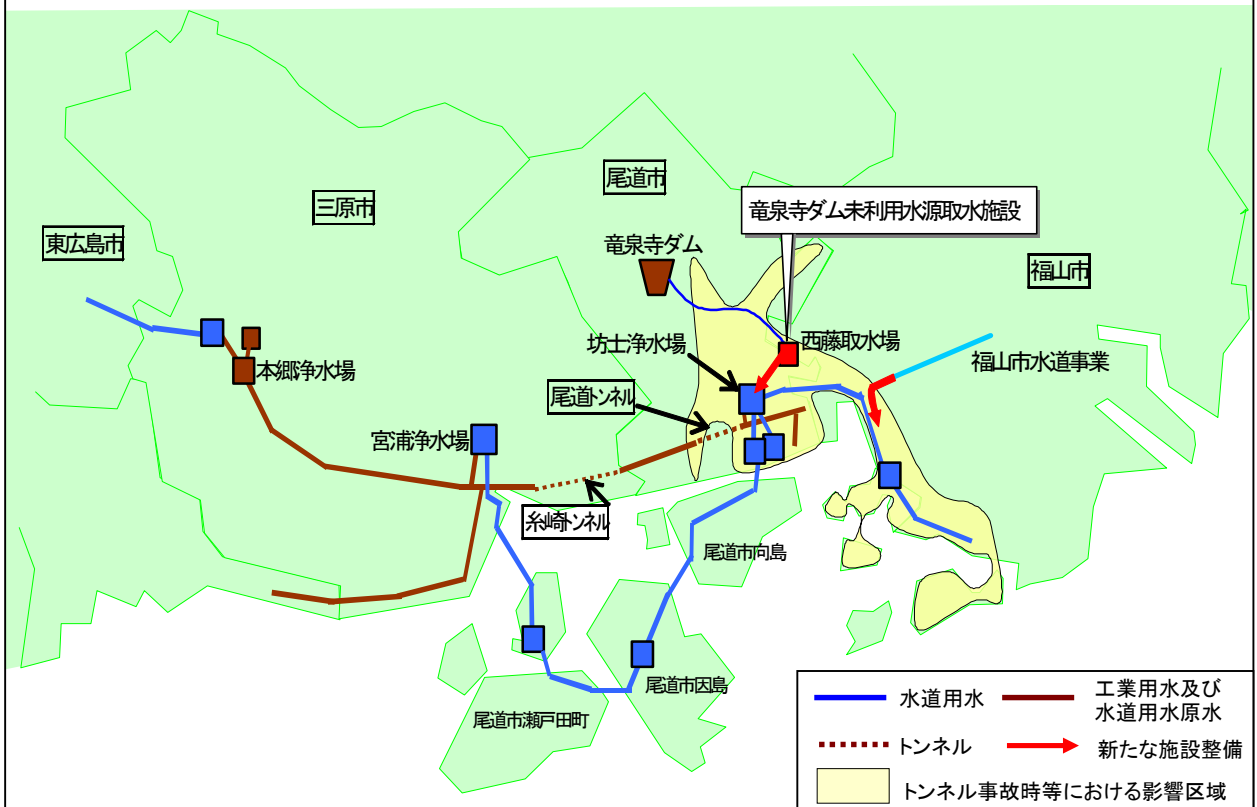 尾道市
三原市
竜泉寺ダム未利用水源取水施設
東広島市
竜泉寺ダム
福山市
坊士浄水場
西藤取水場
福山市水道事業
本郷浄水場
尾道トンネル
宮浦浄水場
糸崎トンネル
尾道市向島
尾道市因島
尾道市瀬戸田町
水道用水
工業用水及び
水道用水原水
トンネル
新たな施設整備
トンネル事故時等における影響区域